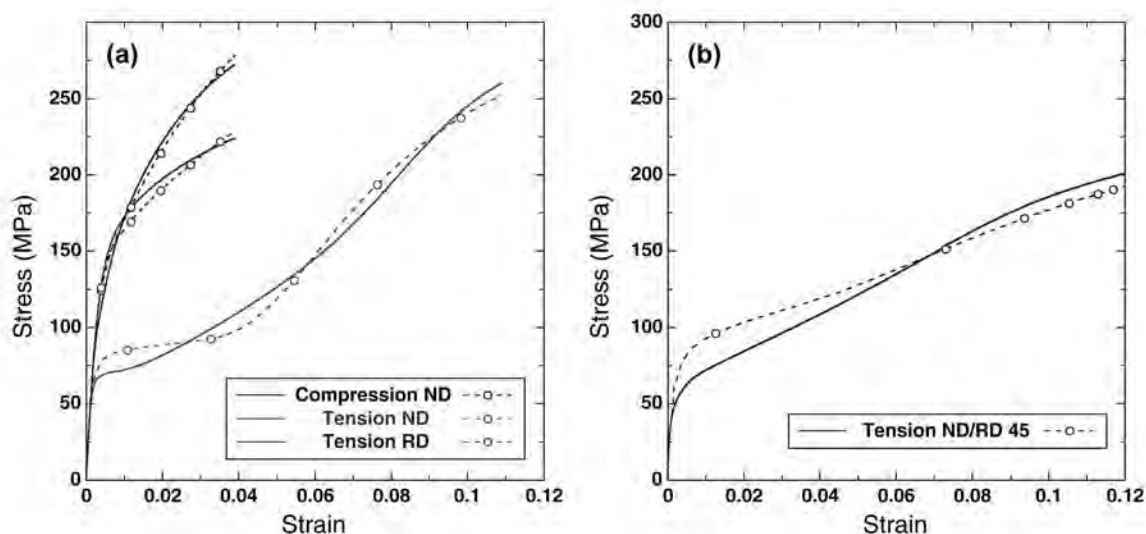 (a)
Stress (MPa)
250
200
150
100
50
0
Compression ND
Tension ND
Tension RD
0 0.02 0.04 0.06 0.08 0.1 0.12
Strain
(b)
Stress (MPa)
300
250
200
150
100
50
0
Tension ND/RD 45
0 0.02 0.04 0.06 0.08 0.1 0.12
Strain